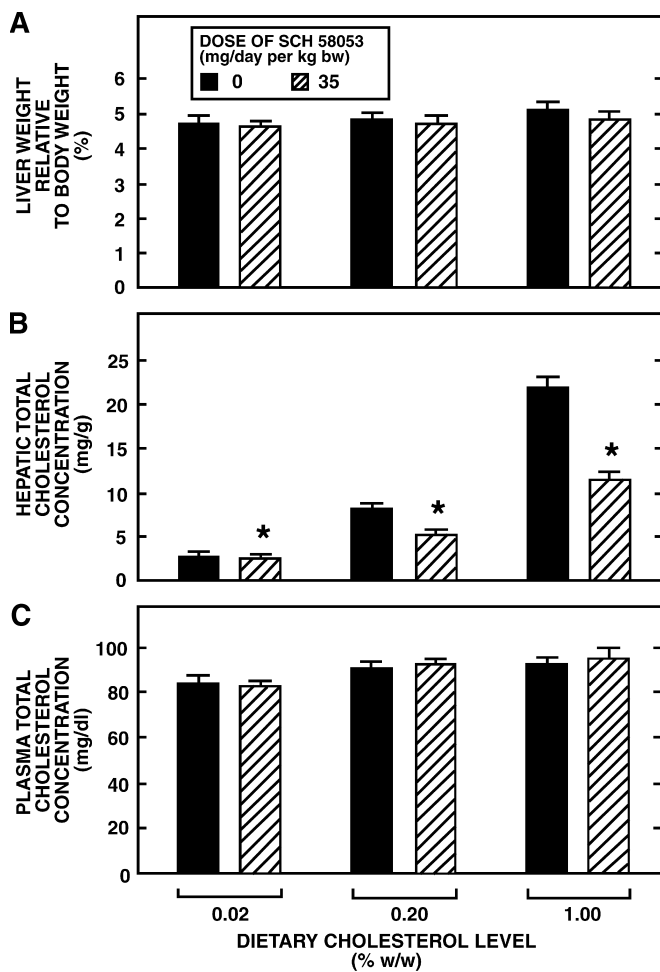 A
DOSE OF SCH 58053
(mg/day per kg bw)
0 35
LIVER WEIGHT
RELATIVE
TO BODY WEIGHT
(%)
6
5
4
3
2
1
0
B
HEPATIC TOTAL
CHOLESTEROL
CONCENTRATION
(mg/g)
25
20
15
10
5
0
*
*
*
C
PLASMA TOTAL
CHOLESTEROL
CONCENTRATION
(mg/dl)
100
80
60
40
20
0
0.02 0.20 1.00
DIETARY CHOLESTEROL LEVEL
(% w/w)